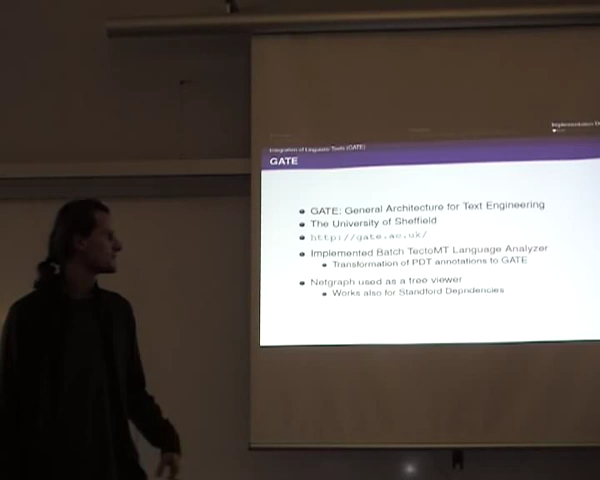 Implementation
Integration of Linguistic Tools (GATE)
GATE
GATE: General Architecture for Text Engineering
The University of Sheffield
http://gate.ac.uk/
Implemented Batch TectoMT Language Analyzer
Transformation of PDT annotations to GATE
Netgraph used as a tree viewer
Works also for Standford Dependencies